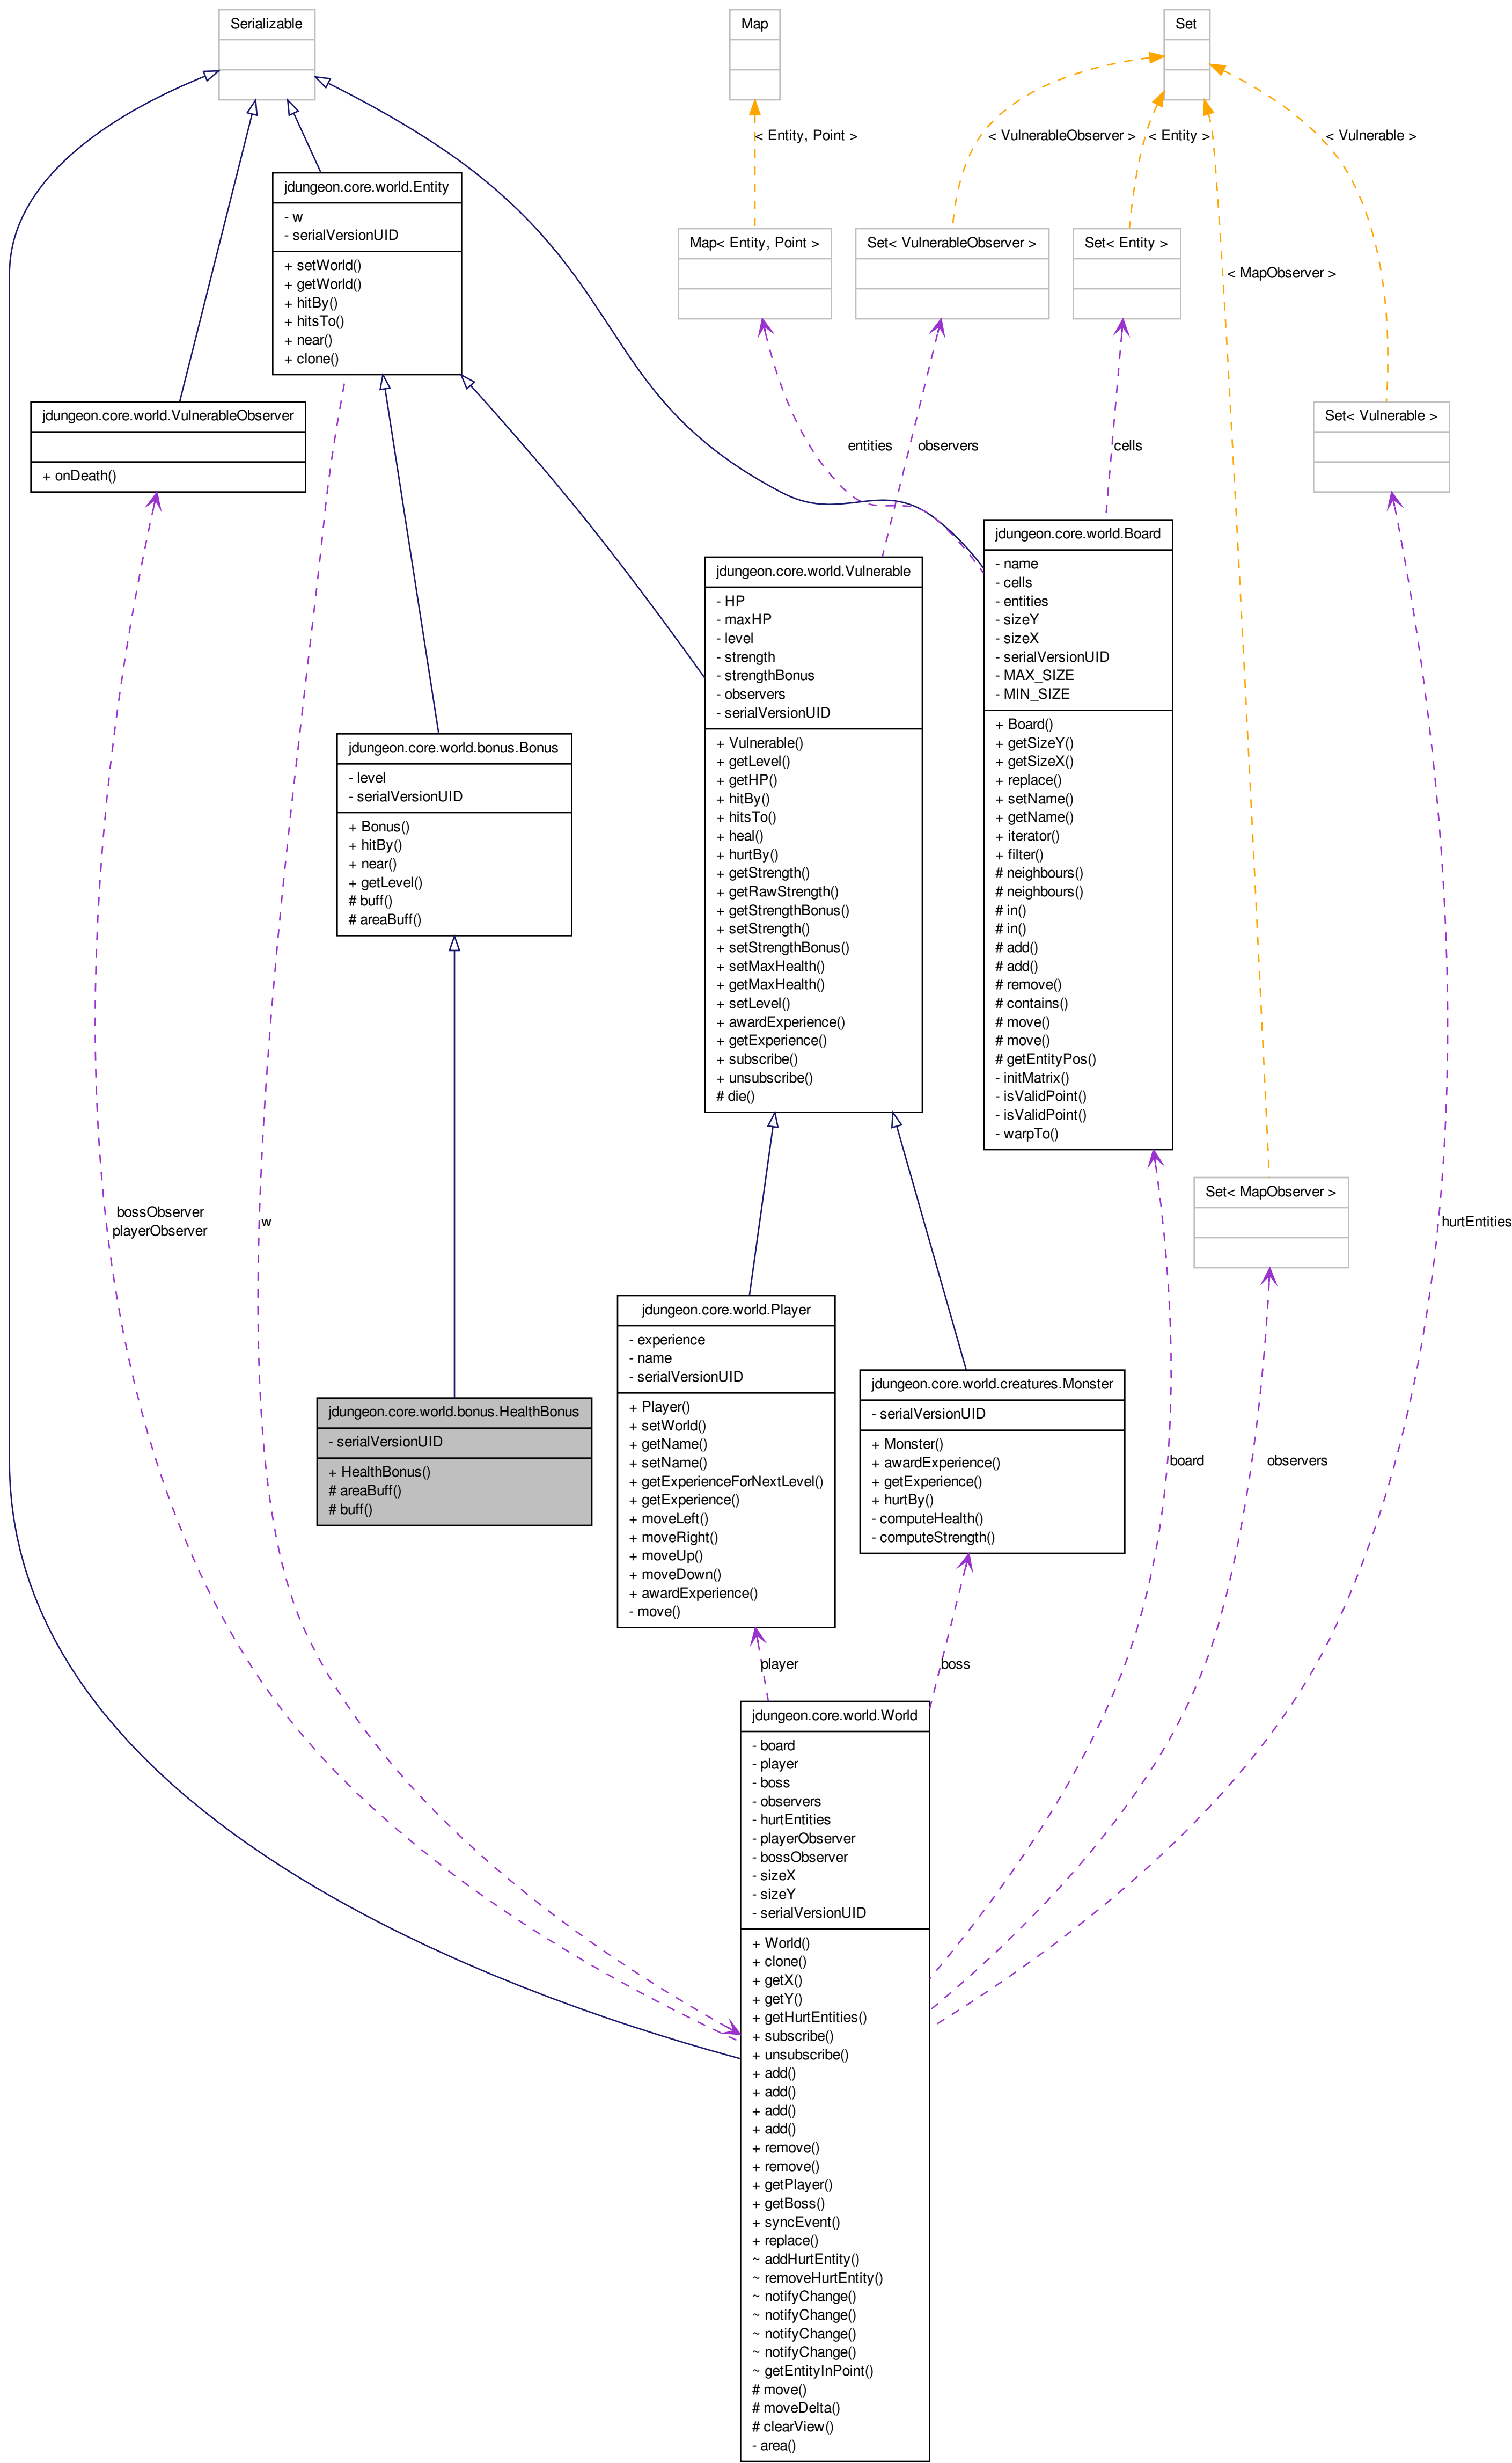 Serializable
Map
Set
< Entity, Point >
< VulnerableObserver >
< Entity >
< Vulnerable >
jdungeon.core.world.Entity
- w
- serialVersionUID
+ setWorld()
+ getWorld()
+ hitBy()
+ hitsTo()
+ near()
+ clone()
Map< Entity, Point >
Set< VulnerableObserver >
Set< Entity >
< MapObserver >
jdungeon.core.world.VulnerableObserver
+ onDeath()
Set< Vulnerable >
entities
observers
cells
jdungeon.core.world.Vulnerable
- HP
- maxHP
- level
- strength
- strengthBonus
- observers
- serialVersionUID
+ Vulnerable()
+ getLevel()
+ getHP()
+ hitBy()
+ hitsTo()
+ heal()
+ hurtBy()
+ getStrength()
+ getRawStrength()
+ getStrengthBonus()
+ setStrength()
+ setStrengthBonus()
+ setMaxHealth()
+ getMaxHealth()
+ setLevel()
+ awardExperience()
+ getExperience()
+ subscribe()
+ unsubscribe()
# die()
jdungeon.core.world.Board
- name
- cells
- entities
- sizeY
- sizeX
- serialVersionUID
- MAX_SIZE
- MIN_SIZE
+ Board()
+ getSizeY()
+ getSizeX()
+ replace()
+ setName()
+ getName()
+ iterator()
+ filter()
# neighbours()
# neighbours()
# in()
# in()
# add()
# add()
# remove()
# contains()
# move()
# move()
# getEntityPos()
- initMatrix()
- isValidPoint()
- isValidPoint()
- warpTo()
jdungeon.core.world.bonus.Bonus
- level
- serialVersionUID
+ Bonus()
+ hitBy()
+ near()
+ getLevel()
# buff()
# areaBuff()
Set< MapObserver >
bossObserver
playerObserver
w
hurtEntities
jdungeon.core.world.Player
- experience
- name
- serialVersionUID
+ Player()
+ setWorld()
+ getName()
+ setName()
+ getExperienceForNextLevel()
+ getExperience()
+ moveLeft()
+ moveRight()
+ moveUp()
+ moveDown()
+ awardExperience()
- move()
jdungeon.core.world.creatures.Monster
- serialVersionUID
+ Monster()
+ awardExperience()
+ getExperience()
+ hurtBy()
- computeHealth()
- computeStrength()
jdungeon.core.world.bonus.HealthBonus
- serialVersionUID
+ HealthBonus()
# areaBuff()
# buff()
board
observers
player
boss
jdungeon.core.world.World
- board
- player
- boss
- observers
- hurtEntities
- playerObserver
- bossObserver
- sizeX
- sizeY
- serialVersionUID
+ World()
+ clone()
+ getX()
+ getY()
+ getHurtEntities()
+ subscribe()
+ unsubscribe()
+ add()
+ add()
+ add()
+ add()
+ remove()
+ remove()
+ getPlayer()
+ getBoss()
+ syncEvent()
+ replace()
~ addHurtEntity()
~ removeHurtEntity()
~ notifyChange()
~ notifyChange()
~ notifyChange()
~ notifyChange()
~ getEntityInPoint()
# move()
# moveDelta()
# clearView()
- area()